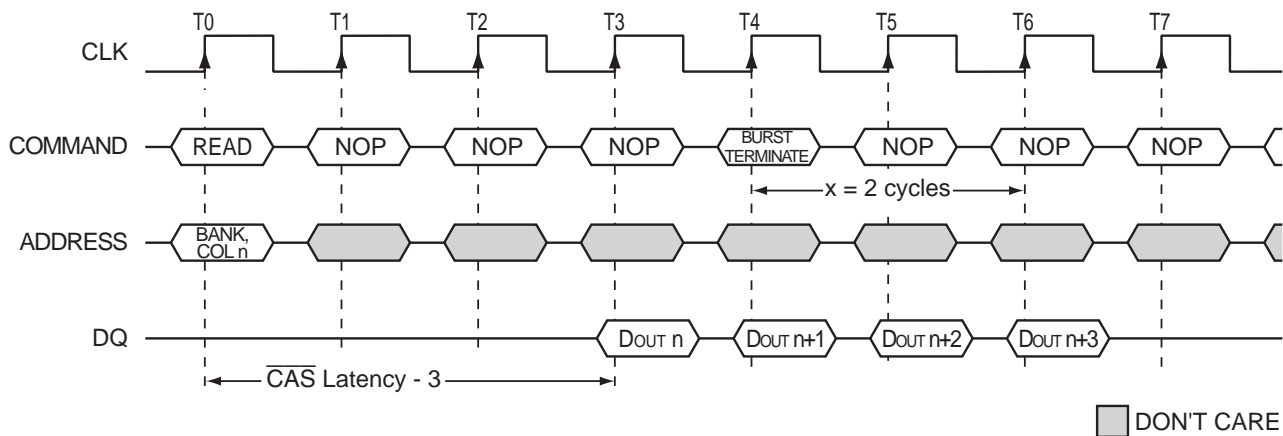 T0 T1 T2 T3 T4 T5 T6 T7
CLK
COMMAND READ NOP NOP NOP BURST TERMINATE NOP NOP NOP
x = 2 cycles
ADDRESS BANK, COL n
DQ DOUT n DOUT n+1 DOUT n+2 DOUT n+3
CAS Latency - 3
DON'T CARE